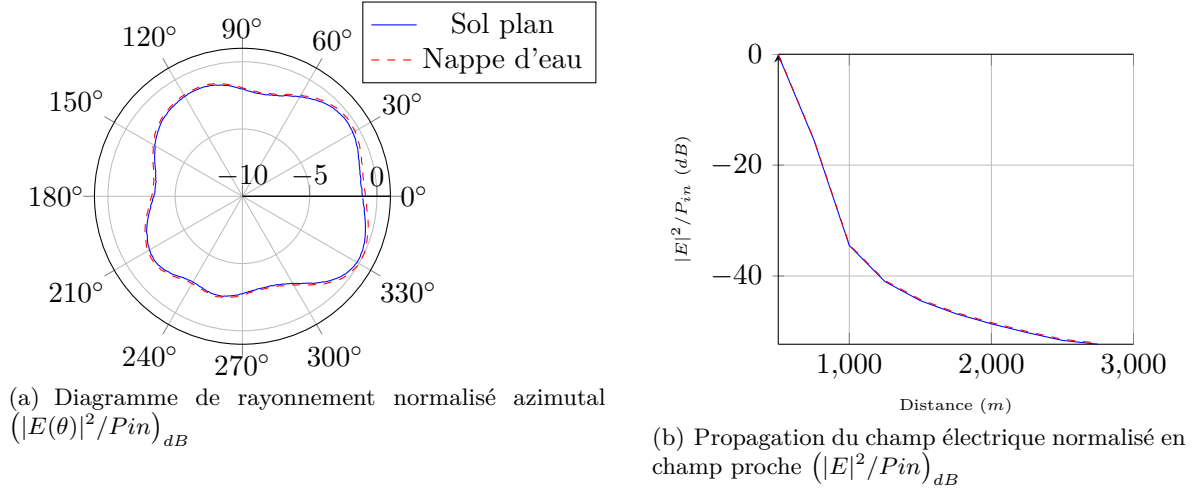 Sol plan
Nappe d'eau
90°
120°
60°
150°
30°
180°
−10
−5
0
0°
210°
330°
240°
300°
270°
(a) Diagramme de rayonnement normalisé azimutal
(|E(θ)|²/Pin)dB
0
−20
−40
|E|²/Pin (dB)
1,000
2,000
3,000
Distance (m)
(b) Propagation du champ électrique normalisé en
champ proche (|E|²/Pin)dB